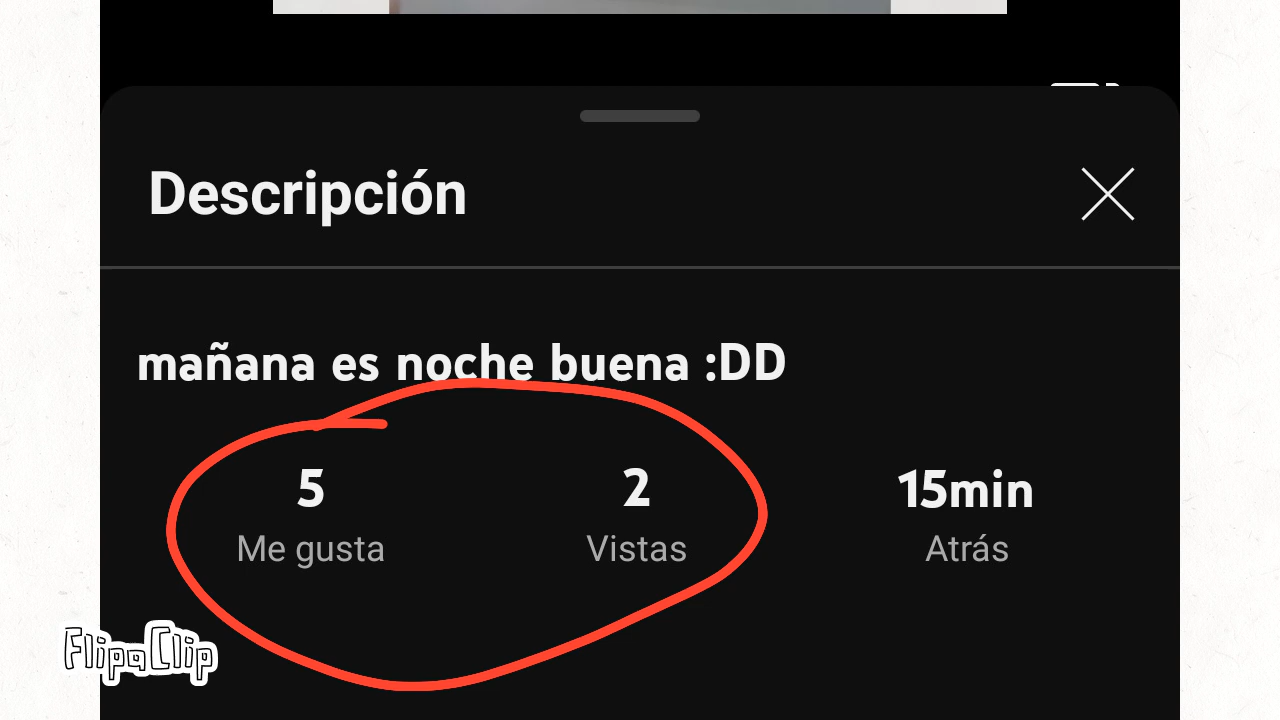 Descripción
mañana es noche buena :DD
5 2 15min
Me gusta Vistas Atrás
FlipaClip